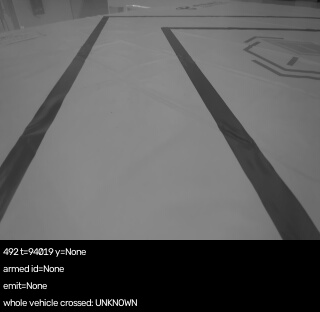 492 t=94019 y=None
armed id=None
emit=None
whole vehicle crossed: UNKNOWN